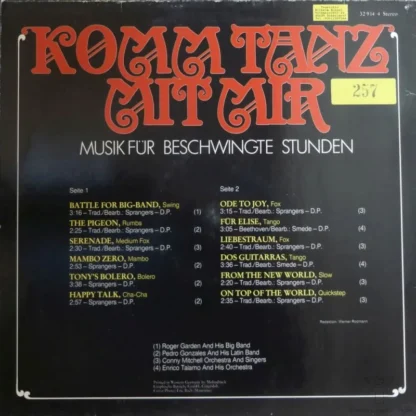 32 914 4 Stereo
KOMM TANZ
MIT MIR
257
MUSIK FÜR BESCHWINGTE STUNDEN
Seite 1
BATTLE FOR BIG-BAND, Swing
3:16 – Trad./Bearb.: Sprangers – D.P. (1)
THE PIGEON, Rumba
2:25 – Trad./Bearb.: Sprangers – D.P. (2)
SERENADE, Medium Fox
2:30 – Trad./Bearb.: Sprangers – D.P. (3)
MAMBO ZERO, Mambo
2:53 – Sprangers – D.P. (2)
TONY'S BOLERO, Bolero
3:38 – Sprangers – D.P. (2)
HAPPY TALK, Cha-Cha
2:57 – Sprangers – D.P. (2)
Seite 2
ODE TO JOY, Fox
3:15 – Trad./Bearb.: Sprangers – D.P. (3)
FÜR ELISE, Tango
3:05 – Beethoven/Bearb.: Smede – D.P. (4)
LIEBESTRAUM, Fox
2:40 – Trad./Bearb.: Sprangers – D.P. (3)
DOS GUITARRAS, Tango
3:36 – Trad./Bearb.: Smede – D.P. (4)
FROM THE NEW WORLD, Slow
2:20 – Trad./Bearb.: Sprangers – D.P. (3)
ON TOP OF THE WORLD, Quickstep
2:35 – Trad./Bearb.: Sprangers – D.P. (3)
(1) Roger Garden And His Big Band
(2) Pedro Gonzales And His Latin Band
(3) Conny Mitchell Orchestra And Singers
(4) Enrico Talamo And His Orchestra